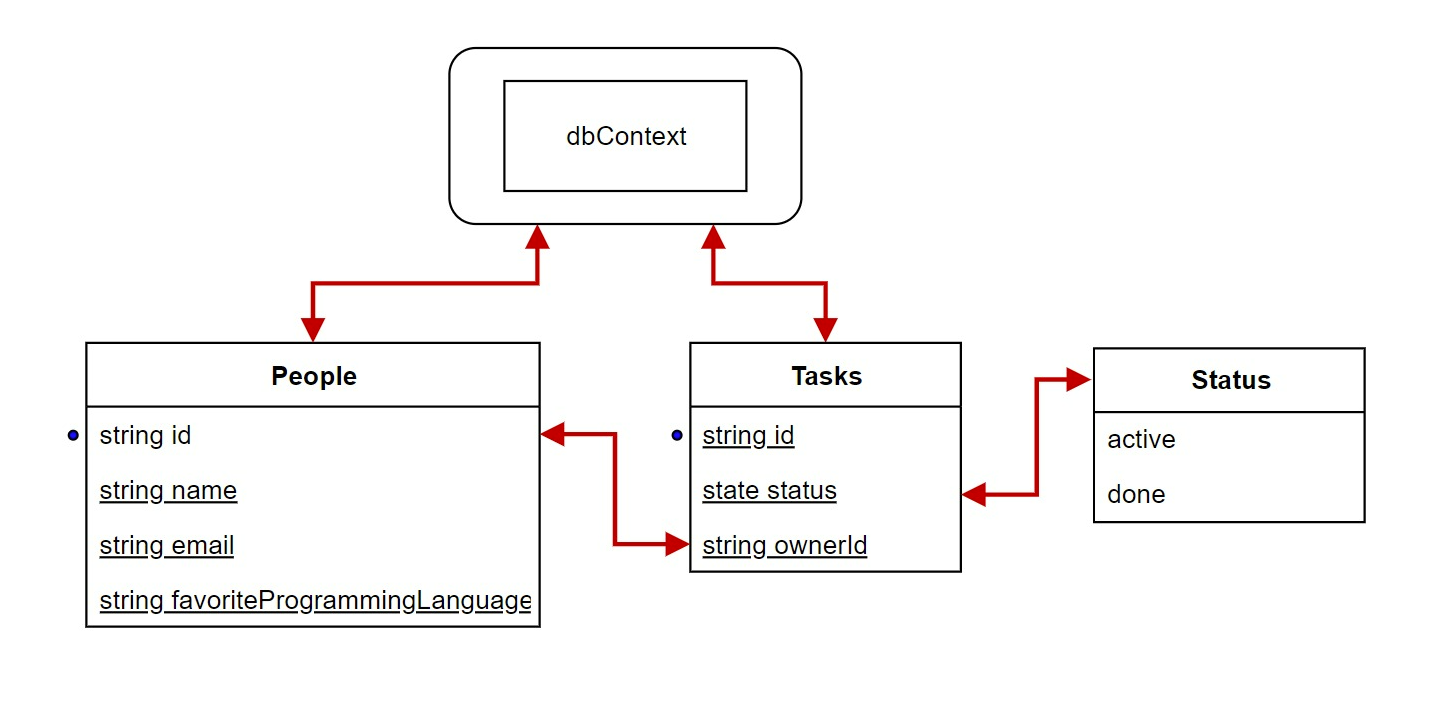 dbContext
People
string id
string name
string email
string favoriteProgrammingLanguage
Tasks
string id
state status
string ownerId
Status
active
done